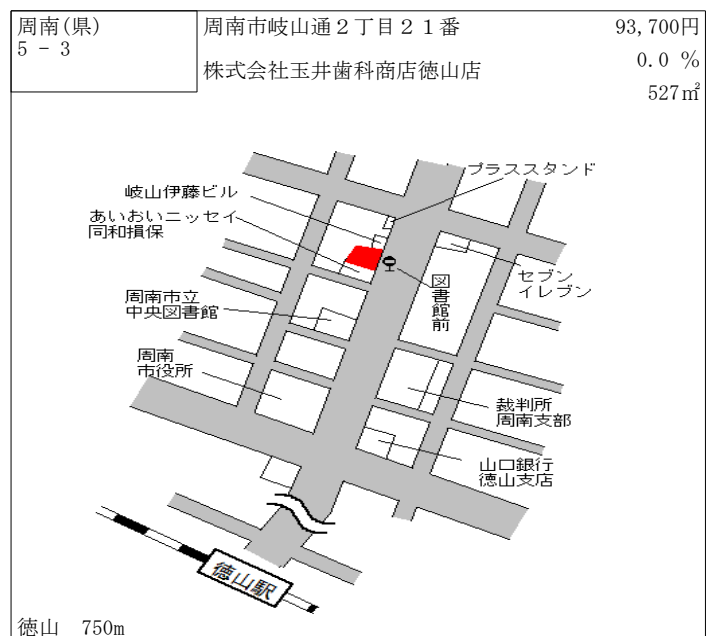 周南(県)
5 － 3
周南市岐山通２丁目２１番
株式会社玉井歯科商店徳山店
93,700円
0.0 %
527㎡
プラススタンド
岐山伊藤ビル
あいおいニッセイ
同和損保
図書館前
セブン
イレブン
周南市立
中央図書館
周南
市役所
裁判所
周南支部
山口銀行
徳山支店
徳山駅
徳山　750m